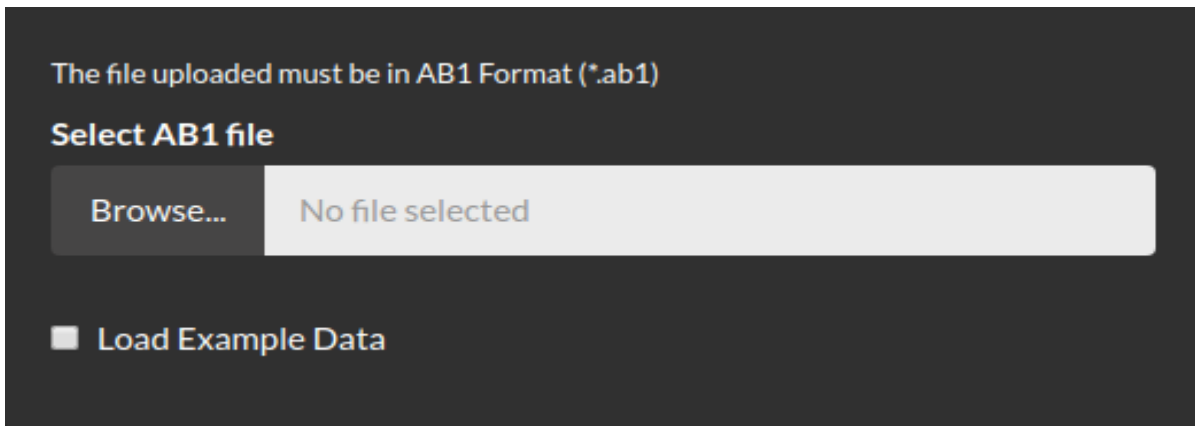 The file uploaded must be in AB1 Format (*.ab1)
Select AB1 file
Browse... No file selected
Load Example Data